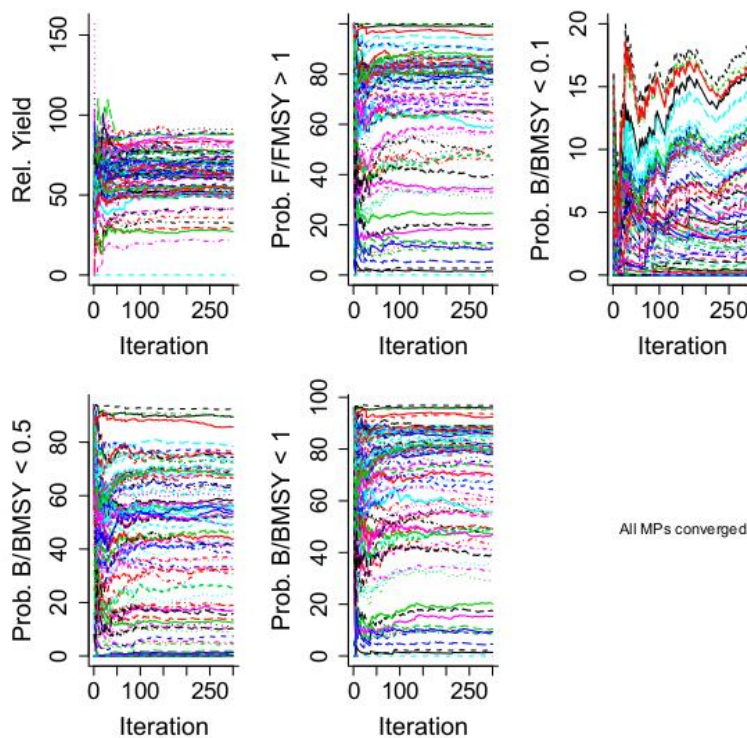 Rel. Yield
0 50 100 150
0 100 250
Iteration
Prob. F/FMSY > 1
0 20 40 60 80
0 100 250
Iteration
Prob. B/BMSY < 0.1
0 5 10 15 20
0 100 250
Iteration
Prob. B/BMSY < 0.5
0 20 40 60 80
0 100 250
Iteration
Prob. B/BMSY < 1
0 20 40 60 80 100
0 100 250
Iteration
All MPs converged